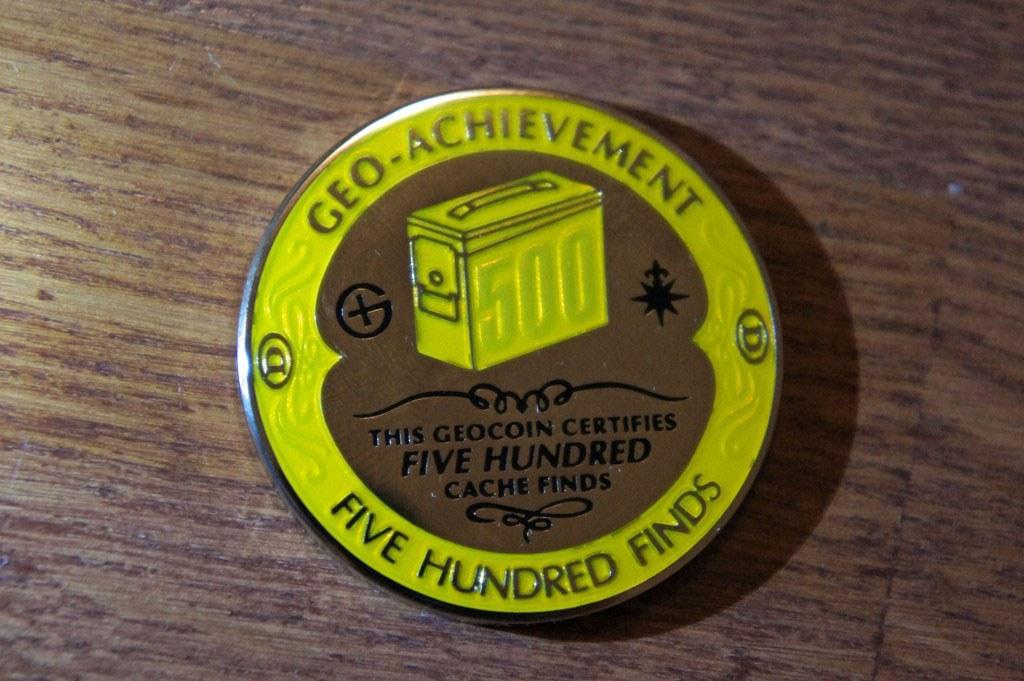 GEO-ACHIEVEMENT
500
D
D
THIS GEOCOIN CERTIFIES
FIVE HUNDRED
CACHE FINDS
FIVE HUNDRED FINDS